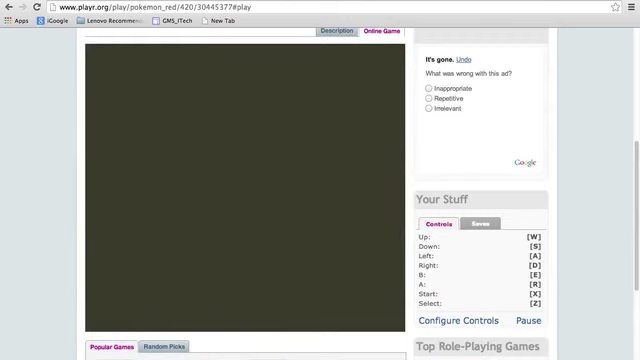 www.playr.org/play/pokemon_red/420/30445377#play
Apps iGoogle Lenovo Recommend GMS_ITech New Tab
Description Online Game
It's gone. Undo
What was wrong with this ad?
Inappropriate
Repetitive
Irrelevant
Google
Your Stuff
Controls Saves
Up: [W]
Down: [S]
Left: [A]
Right: [D]
B: [E]
A: [R]
Start: [X]
Select: [Z]
Configure Controls Pause
Popular Games Random Picks
Top Role-Playing Games